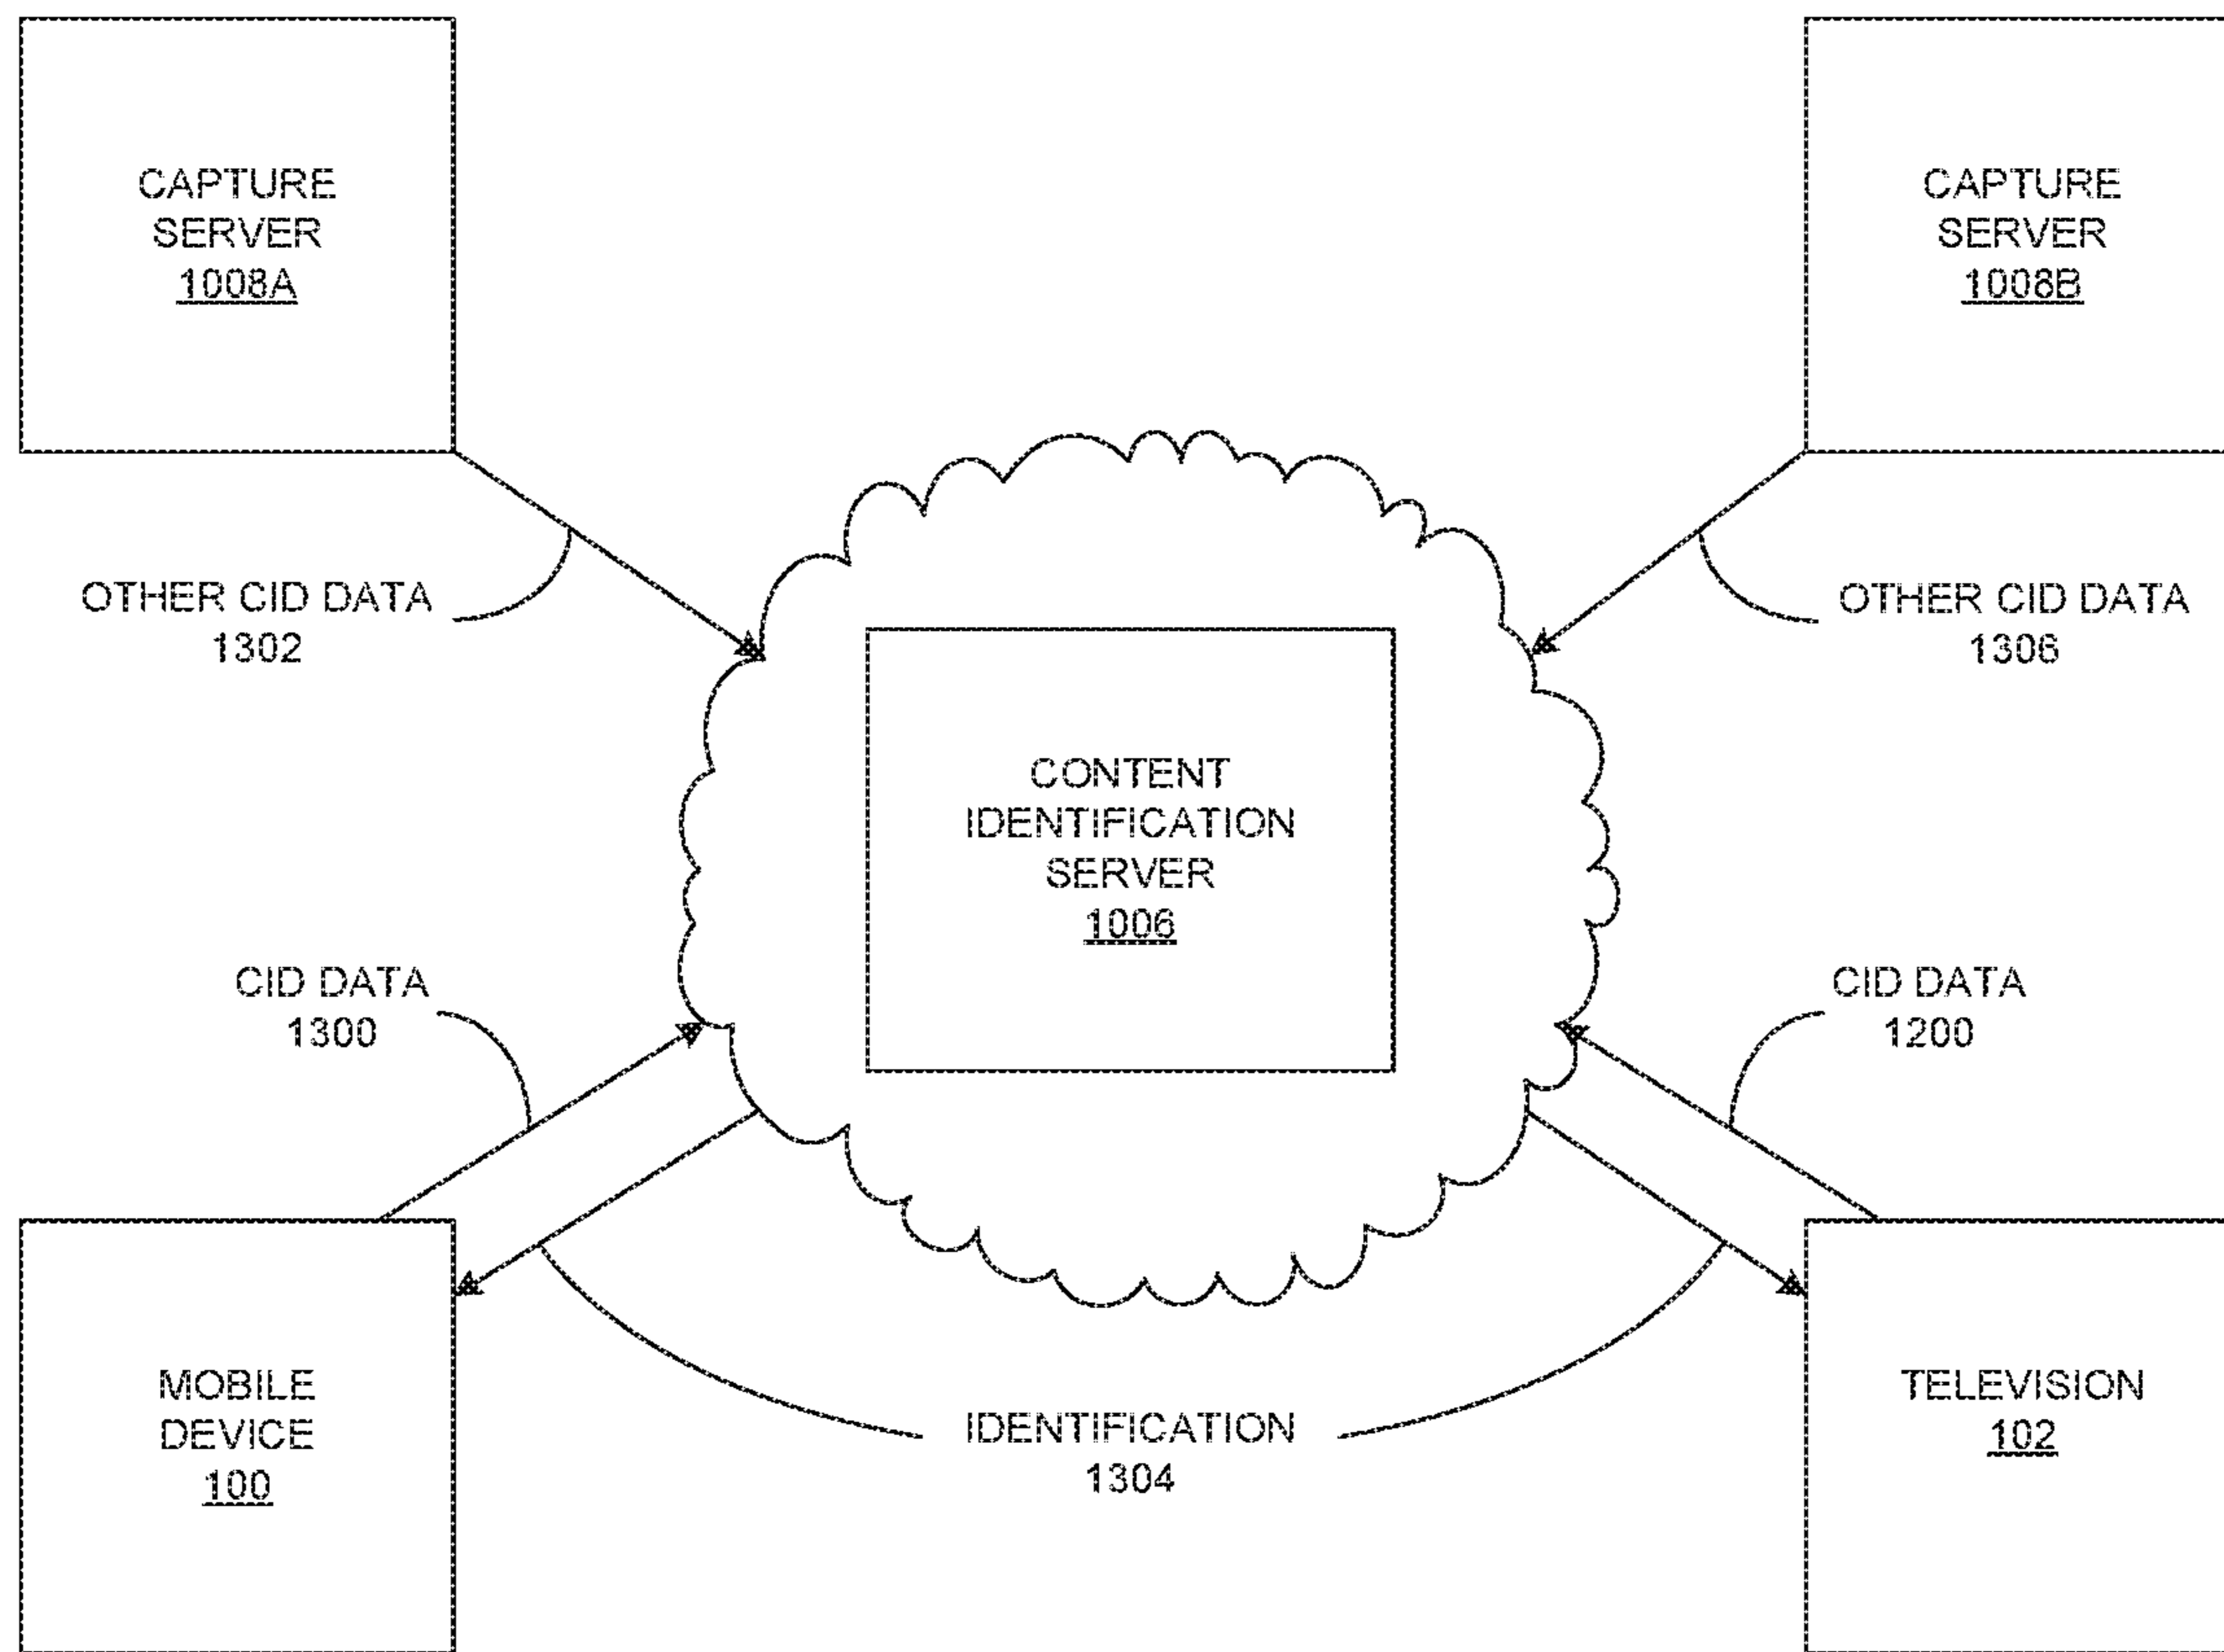 CAPTURE
SERVER
1008A
CAPTURE
SERVER
1008B
OTHER CID DATA
1302
OTHER CID DATA
1306
CONTENT
IDENTIFICATION
SERVER
1006
CID DATA
1300
CID DATA
1200
MOBILE
DEVICE
100
IDENTIFICATION
1304
TELEVISION
102